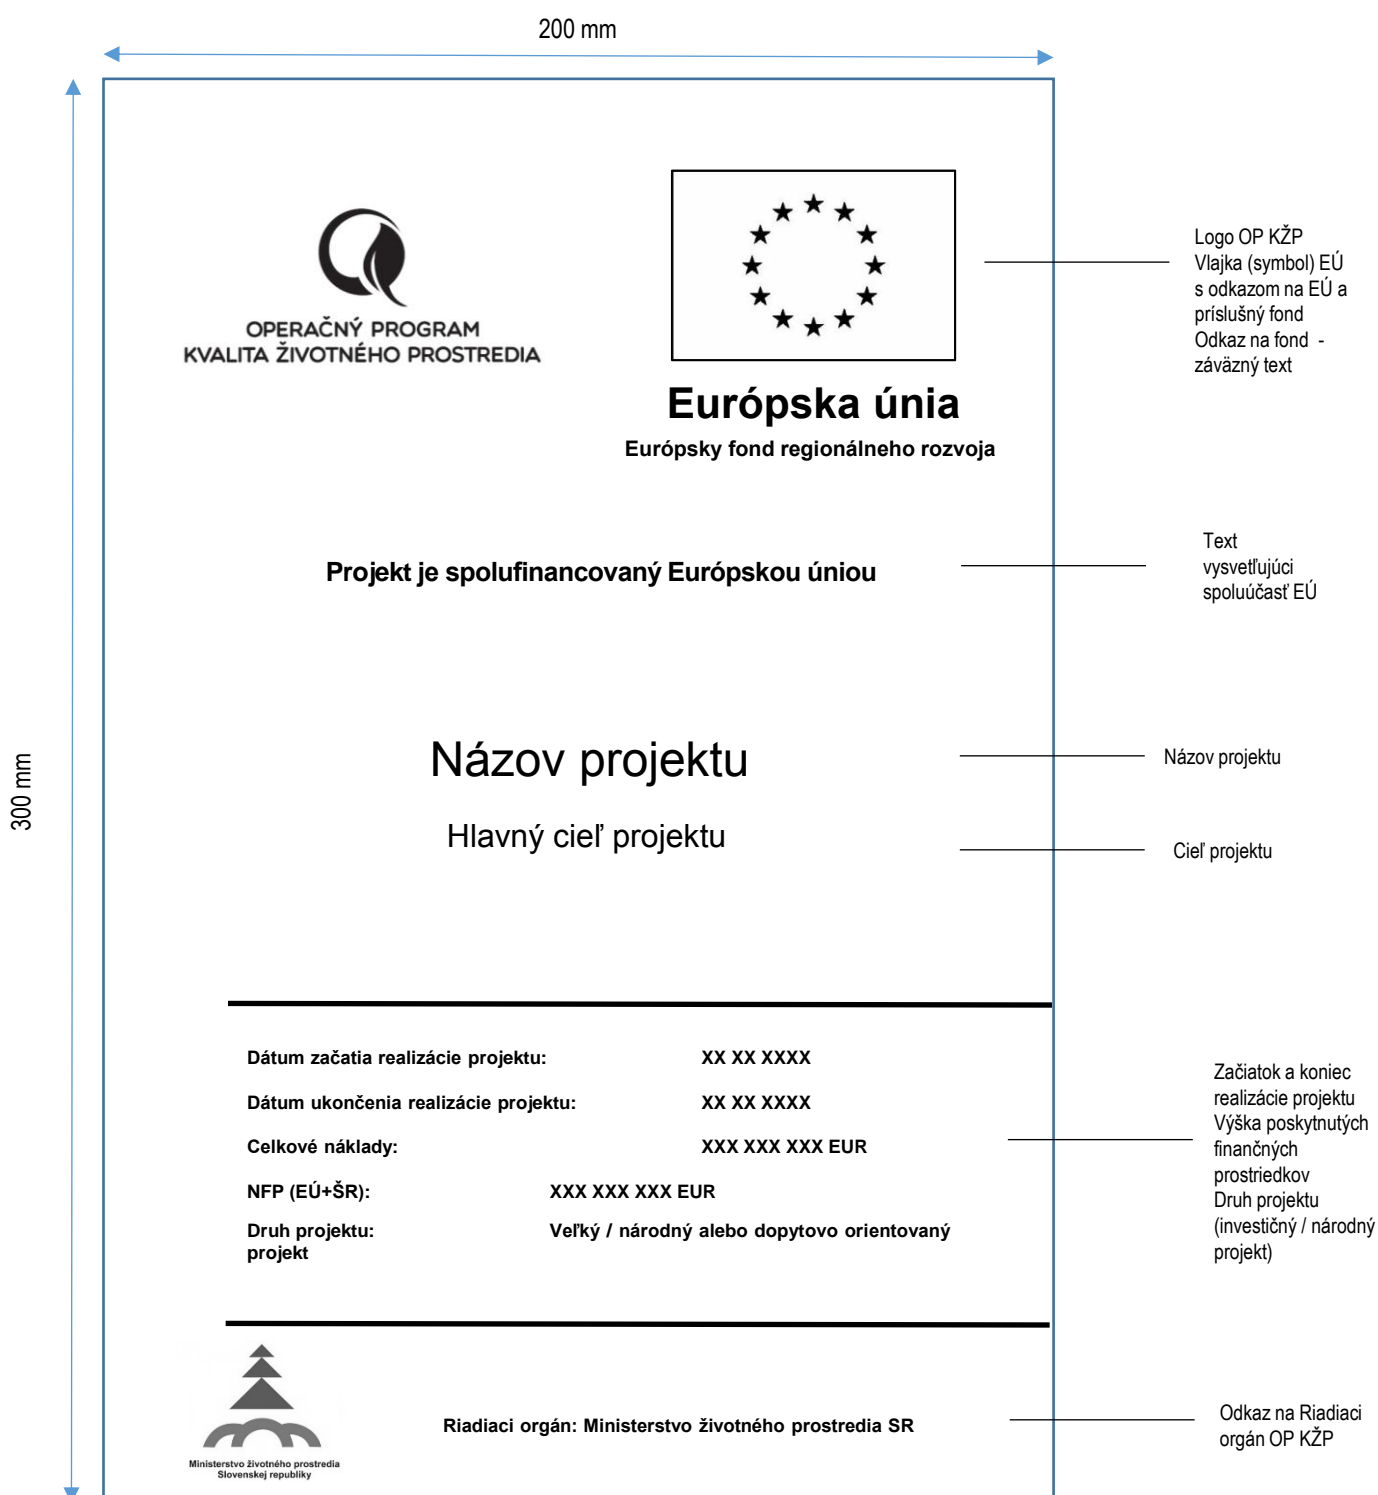 200 mm
300 mm
OPERAČNÝ PROGRAM
KVALITA ŽIVOTNÉHO PROSTREDIA
Európska únia
Európsky fond regionálneho rozvoja
Logo OP KŽP
Vlajka (symbol) EÚ
s odkazom na EÚ a
príslušný fond
Odkaz na fond -
záväzný text
Projekt je spolufinancovaný Európskou úniou
Text
vysvetľujúci
spoluúčasť EÚ
Názov projektu
Názov projektu
Hlavný cieľ projektu
Cieľ projektu
Dátum začatia realizácie projektu: XX XX XXXX
Dátum ukončenia realizácie projektu: XX XX XXXX
Celkové náklady: XXX XXX XXX EUR
NFP (EÚ+ŠR): XXX XXX XXX EUR
Druh projektu: Veľký / národný alebo dopytovo orientovaný
projekt
Začiatok a koniec
realizácie projektu
Výška poskytnutých
finančných
prostriedkov
Druh projektu
(investičný / národný
projekt)
Ministerstvo životného prostredia
Slovenskej republiky
Riadiaci orgán: Ministerstvo životného prostredia SR
Odkaz na Riadiaci
orgán OP KŽP